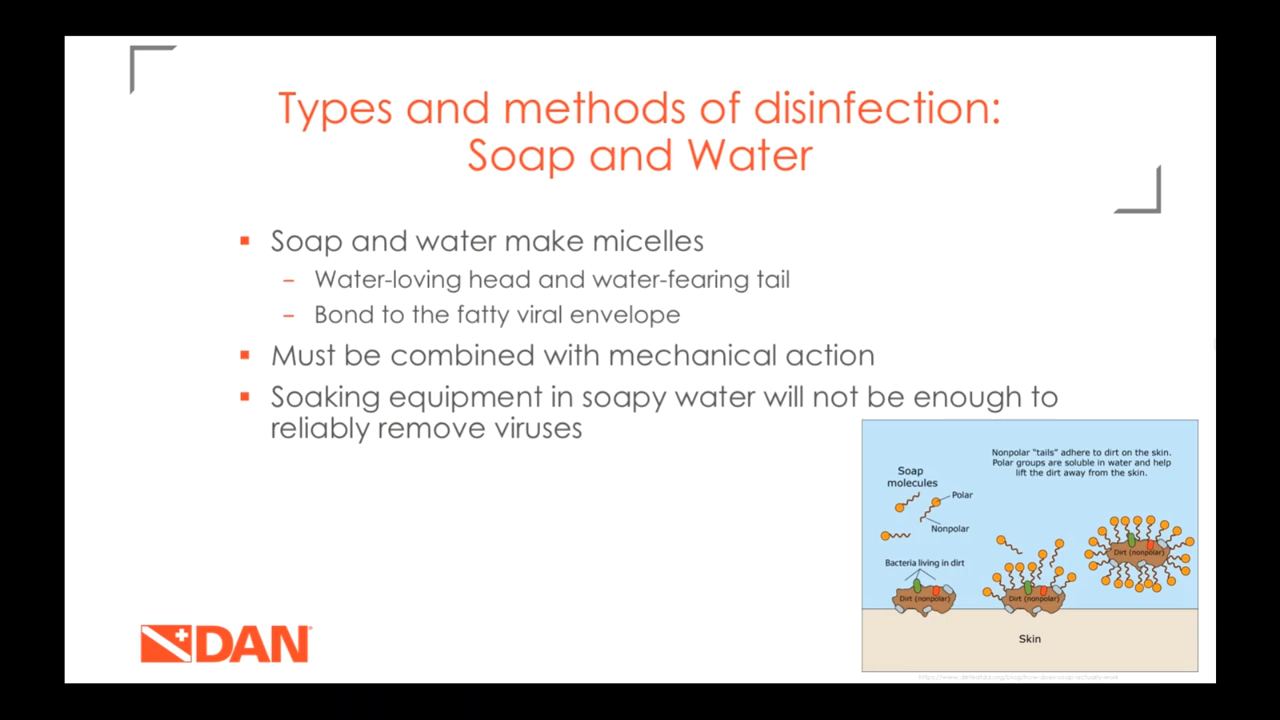 Types and methods of disinfection:
Soap and Water
▪ Soap and water make micelles
– Water-loving head and water-fearing tail
– Bond to the fatty viral envelope
▪ Must be combined with mechanical action
▪ Soaking equipment in soapy water will not be enough to
reliably remove viruses
Nonpolar “tails” adhere to dirt on the skin.
Polar groups are soluble in water and help
lift the dirt away from the skin.
Soap
molecules
Polar
Nonpolar
Bacteria living in dirt
Dirt (nonpolar)
Dirt (nonpolar)
Dirt (nonpolar)
Skin
DAN